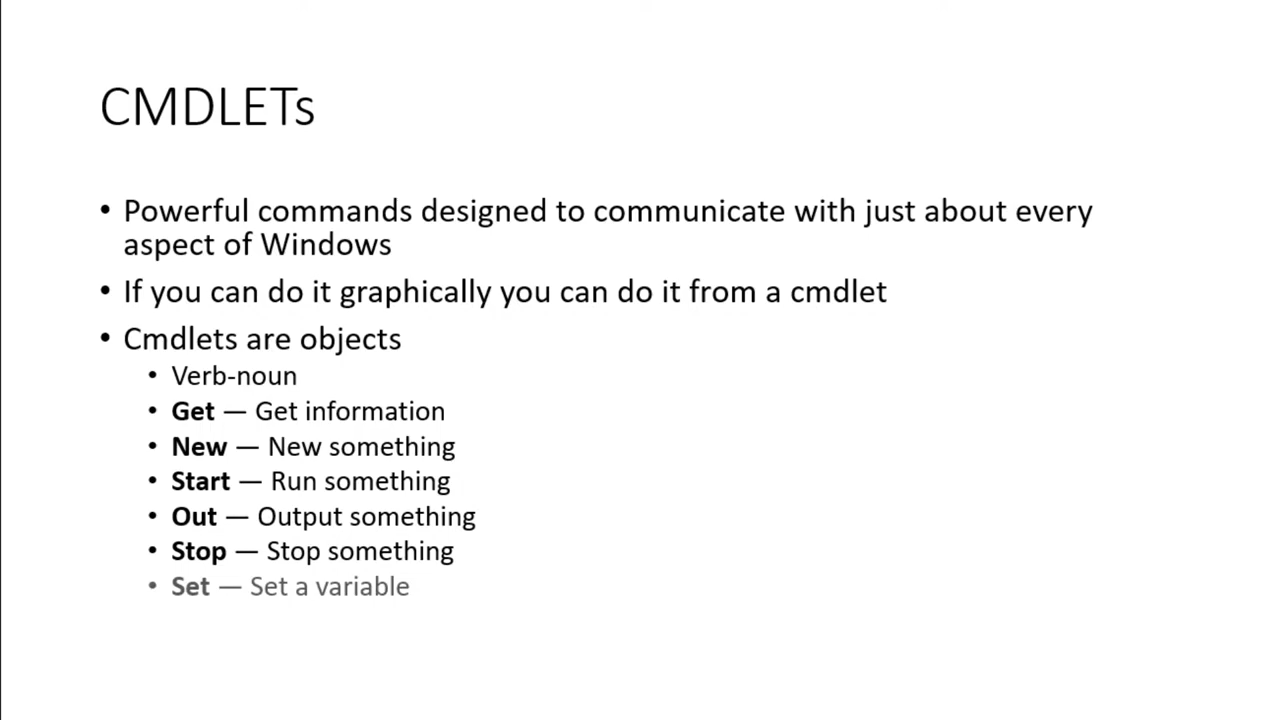 CMDLETs
• Powerful commands designed to communicate with just about every
aspect of Windows
• If you can do it graphically you can do it from a cmdlet
• Cmdlets are objects
• Verb-noun
• Get — Get information
• New — New something
• Start — Run something
• Out — Output something
• Stop — Stop something
• Set — Set a variable